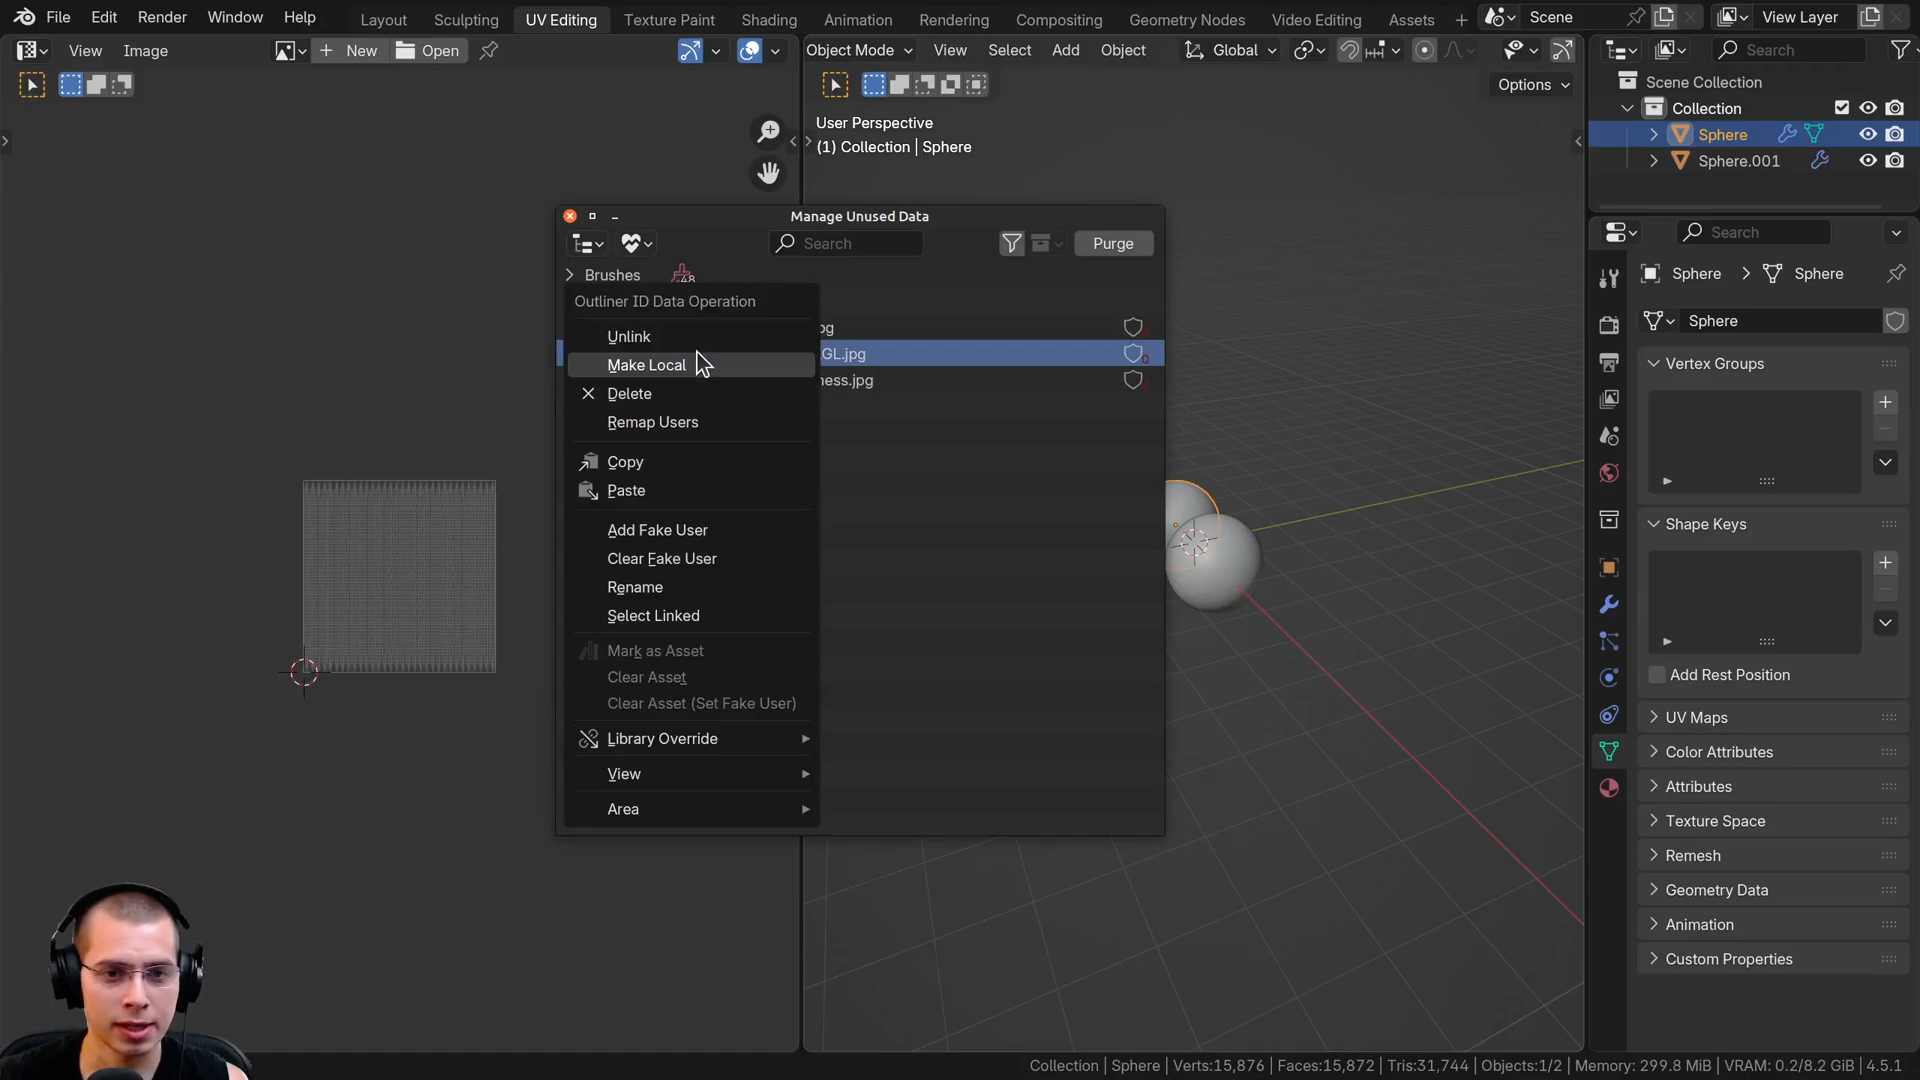 File Edit Render Window Help Layout Sculpting UV Editing Texture Paint Shading Animation Rendering Compositing Geometry Nodes Video Editing Assets Scene View Layer
View Image New Open Object Mode View Select Add Object Global Search
Options
User Perspective
(1) Collection | Sphere
Scene Collection
Collection
Sphere
Sphere.001
Search
Sphere Sphere
Sphere
Vertex Groups
Shape Keys
Add Rest Position
UV Maps
Color Attributes
Attributes
Texture Space
Remesh
Geometry Data
Animation
Custom Properties
Manage Unused Data
Search Purge
Brushes 48
Outliner ID Data Operation
Unlink
Make Local
Delete
Remap Users
Copy
Paste
Add Fake User
Clear Fake User
Rename
Select Linked
Mark as Asset
Clear Asset
Clear Asset (Set Fake User)
Library Override
View
Area
GL.jpg 0
ness.jpg
Collection | Sphere | Verts:15,876 | Faces:15,872 | Tris:31,744 | Objects:1/2 | Memory: 299.8 MiB | VRAM: 0.2/8.2 GiB | 4.5.1